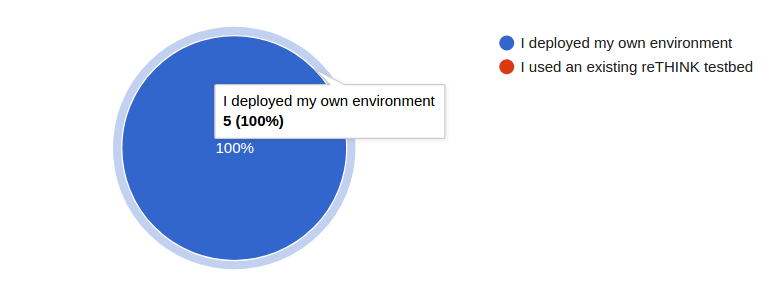 I deployed my own environment
I used an existing reTHINK testbed
I deployed my own environment
5 (100%)
100%